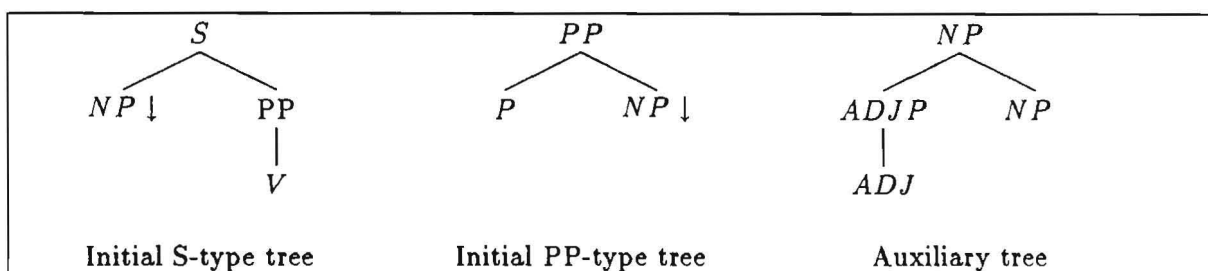 S PP NP
NP↓ PP P NP↓ ADJP NP
V ADJ
Initial S-type tree Initial PP-type tree Auxiliary tree